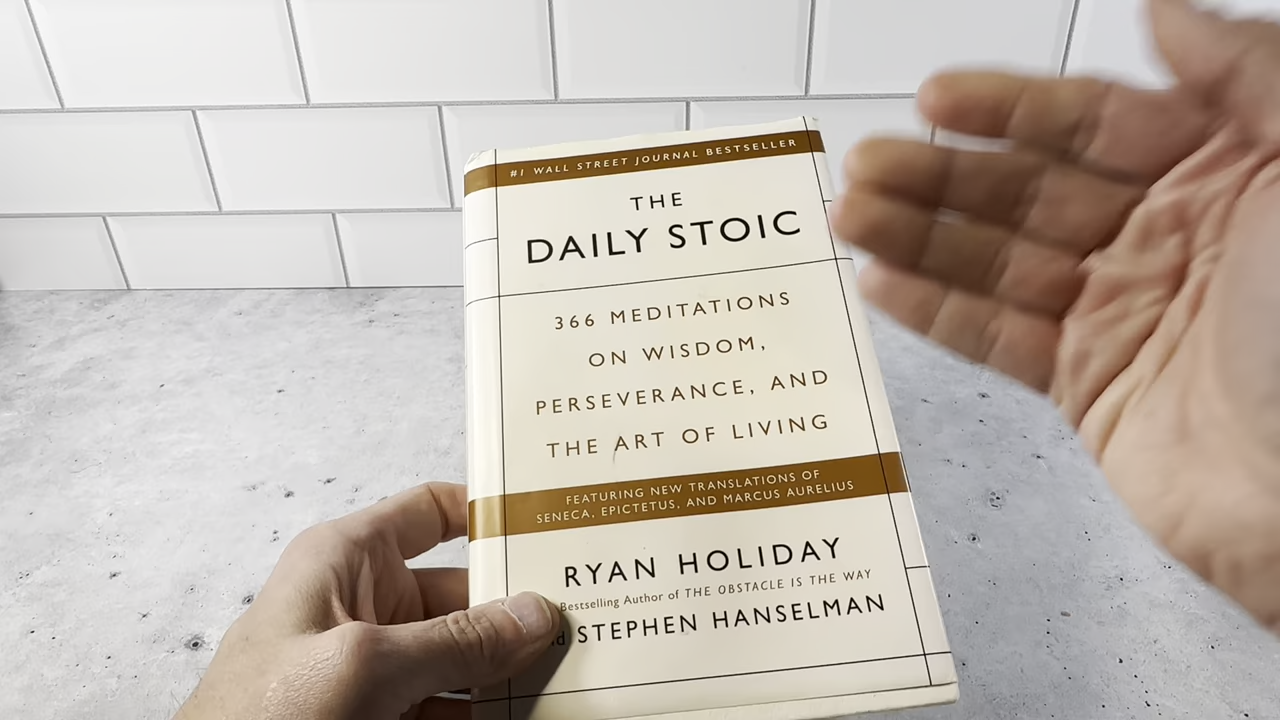 #1 WALL STREET JOURNAL BESTSELLER
THE
DAILY STOIC
366 MEDITATIONS
ON WISDOM,
PERSEVERANCE, AND
THE ART OF LIVING
FEATURING NEW TRANSLATIONS OF
SENECA, EPICTETUS, AND MARCUS AURELIUS
RYAN HOLIDAY
Bestselling Author of THE OBSTACLE IS THE WAY
STEPHEN HANSELMAN